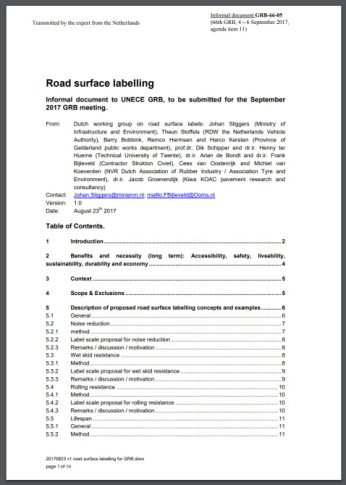 Transmitted by the expert from the Netherlands
Informal document GRB-66-05
(66th GRB, 4 – 6 September 2017,
agenda item 11)
Road surface labelling
Informal document to UNECE GRB, to be submitted for the September
2017 GRB meeting.
From: Dutch working group on road surface labels: Johan Sliggers (Ministry of
Infrastructure and Environment), Theun Stoffels (RDW the Netherlands Vehicle
Authority), Berry Bobbink, Remco Hermsen and Harco Kersten (Province of
Gelderland public works department), prof.dr. Dik Schipper and dr.ir. Henny ter
Huerne (Technical University of Twente), dr.ir. Arian de Bondt and dr.ir. Frank
Bijleveld (Contractor Strukton Civiel), Cees van Oostenrijk and Michiel van
Koeverden (NVR Dutch Association of Rubber Industry / Association Tyre and
Environment), dr.ir. Jacob Groenendijk (Kiwa KOAC pavement research and
consultancy)
Contact: Johan.Sliggers@minienm.nl, mailto:FBijleveld@Ooms.nl
Version: 1.0
Date: August 23th 2017
Table of Contents.
1 Introduction 2
2 Benefits and necessity (long term): Accessibility, safety, liveability,
sustainability, durability and economy 4
3 Context 5
4 Scope & Exclusions 5
5 Description of proposed road surface labelling concepts and examples 6
5.1 General 6
5.2 Noise reduction 7
5.2.1 method 7
5.2.2 Label scale proposal for noise reduction 8
5.2.3 Remarks / discussion / motivation 8
5.3 Wet skid resistance 8
5.3.1 Method 8
5.3.2 Label scale proposal for wet skid resistance 9
5.3.3 Remarks / discussion / motivation 9
5.4 Rolling resistance 10
5.4.1 Method 10
5.4.2 Label scale proposal for rolling resistance 10
5.4.3 Remarks / discussion / motivation 10
5.5 Lifespan 11
5.5.1 General 11
5.5.2 Method 11
20170823 v1 road surface labelling for GRB.docx
page 1 of 14